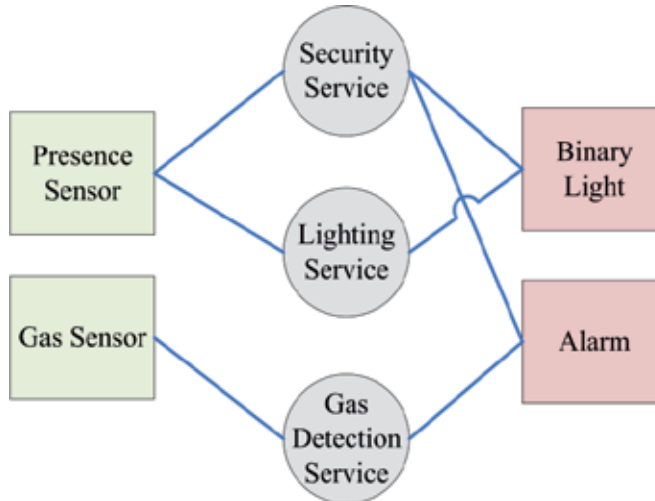 Security
Service
Presence
Sensor
Binary
Light
Lighting
Service
Gas Sensor
Alarm
Gas
Detection
Service